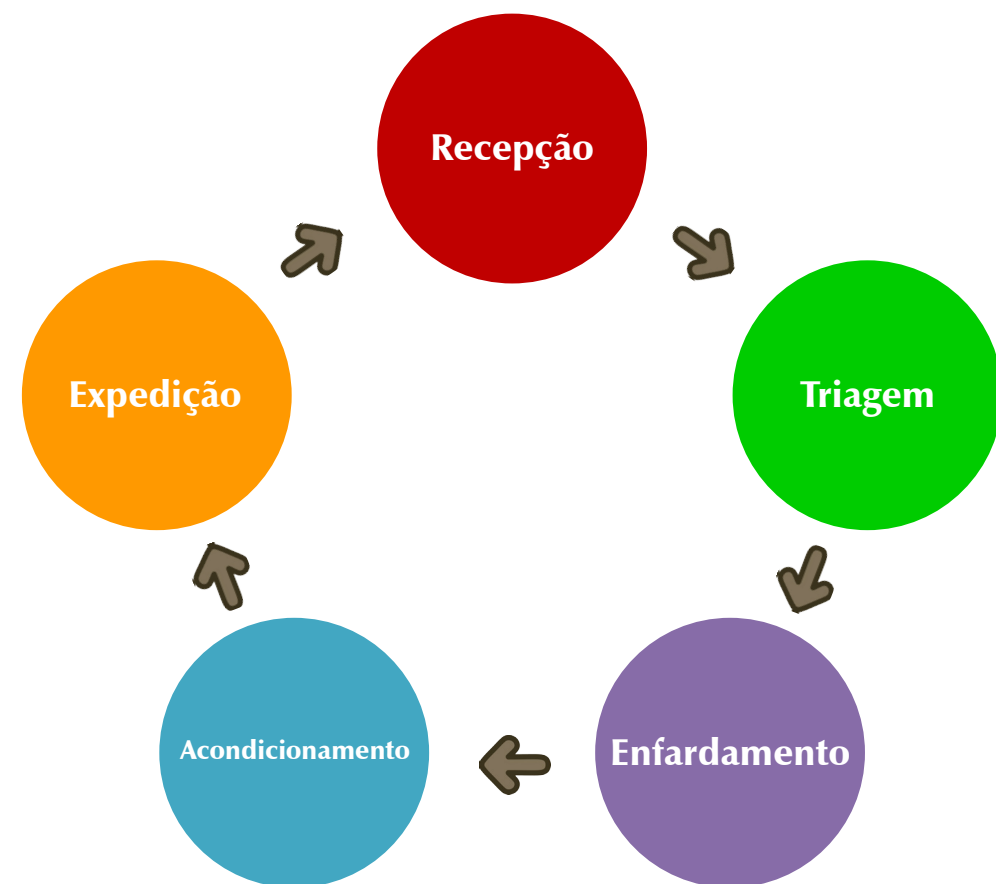 Recepção
Triagem
Enfardamento
Acondicionamento
Expedição